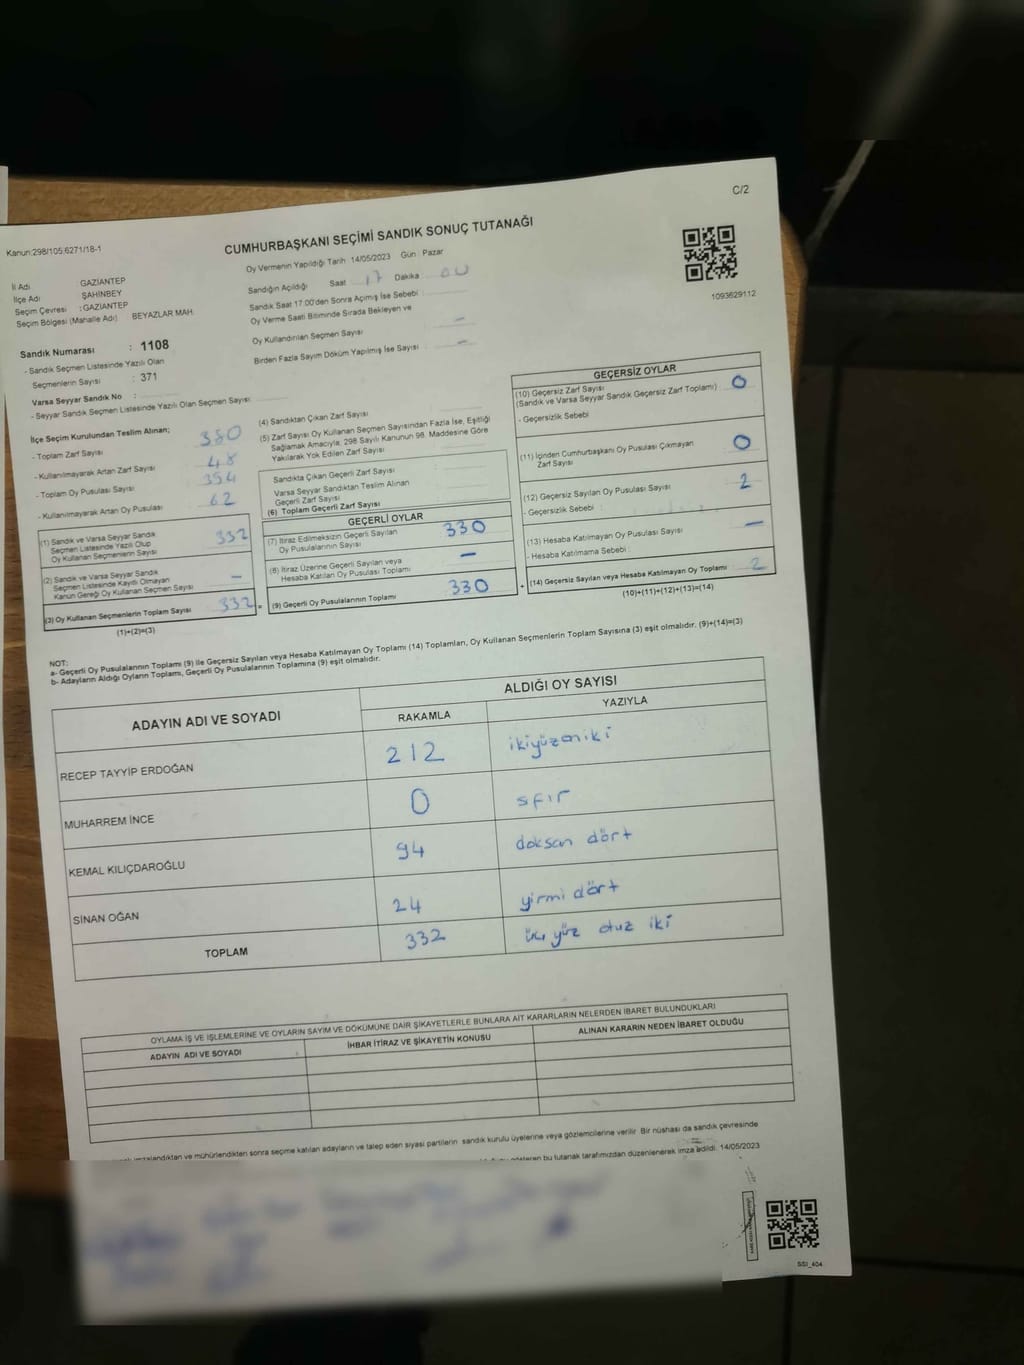 C/2
Kanun:298/105;6271/18-1
CUMHURBAŞKANI SEÇİMİ SANDIK SONUÇ TUTANAĞI
İl Adı GAZİANTEP
İlçe Adı ŞAHİNBEY
Seçim Çevresi : GAZİANTEP
Seçim Bölgesi (Mahalle Adı) BEYAZLAR MAH.
Oy Vermenin Yapıldığı Tarih 14/05/2023 Gün : Pazar
Sandığın Açıldığı Saat 17 Dakika 00
Sandık Saat 17:00'den Sonra Açımış İse Sebebi
Oy Verme Saati Bitiminde Sırada Bekleyen ve
Oy Kullandırılan Seçmen Sayısı -
Birden Fazla Sayım Döküm Yapılmış İse Sayısı : -
1093629112
Sandık Numarası : 1108
- Sandık Seçmen Listesinde Yazılı Olan
Seçmenlerin Sayısı : 371
Varsa Seyyar Sandık No :
- Seyyar Sandık Seçmen Listesinde Yazılı Olan Seçmen Sayısı:
İlçe Seçim Kurulundan Teslim Alınan;
- Toplam Zarf Sayısı 380
- Kullanılmayarak Artan Zarf Sayısı 48
- Toplam Oy Pusulası Sayısı 394
- Kullanılmayarak Artan Oy Pusulası 62
(1) Sandık ve Varsa Seyyar Sandık
Seçmen Listesinde Yazılı Olup
Oy Kullanan Seçmenlerin Sayısı 332
(2) Sandık ve Varsa Seyyar Sandık
Seçmen Listesinde Kayıtlı Olmayan
Kanun Gereği Oy Kullanan Seçmen Sayısı -
(3) Oy Kullanan Seçmenlerin Toplam Sayısı 332 =
(1)+(2)=(3)
(4) Sandıktan Çıkan Zarf Sayısı
(5) Zarf Sayısı Oy Kullanan Seçmen Sayısından Fazla İse, Eşitliği
Sağlamak Amacıyla; 298 Sayılı Kanunun 98. Maddesine Göre
Yakılarak Yok Edilen Zarf Sayısı
Sandıkta Çıkan Geçerli Zarf Sayısı
Varsa Seyyar Sandıktan Teslim Alınan
Geçerli Zarf Sayısı
(6) Toplam Geçerli Zarf Sayısı
GEÇERLİ OYLAR
(7) İtiraz Edilmeksizin Geçerli Sayılan
Oy Pusulalarının Sayısı 330
(8) İtiraz Üzerine Geçerli Sayılan veya
Hesaba Katılan Oy Pusulası Toplamı -
(9) Geçerli Oy Pusulalarının Toplamı 330 +
GEÇERSİZ OYLAR
(10) Geçersiz Zarf Sayısı
(Sandık ve Varsa Seyyar Sandık Geçersiz Zarf Toplamı) 0
- Geçersizlik Sebebi
(11) İçinden Cumhurbaşkanı Oy Pusulası Çıkmayan
Zarf Sayısı 0
(12) Geçersiz Sayılan Oy Pusulası Sayısı 2
- Geçersizlik Sebebi :
(13) Hesaba Katılmayan Oy Pusulası Sayısı -
- Hesaba Katılmama Sebebi :
(14) Geçersiz Sayılan veya Hesaba Katılmayan Oy Toplamı 2
(10)+(11)+(12)+(13)=(14)
NOT:
a- Geçerli Oy Pusulalarının Toplamı (9) ile Geçersiz Sayılan veya Hesaba Katılmayan Oy Toplamı (14) Toplamları, Oy Kullanan Seçmenlerin Toplam Sayısına (3) eşit olmalıdır. (9)+(14)=(3)
b- Adayların Aldığı Oyların Toplamı, Geçerli Oy Pusulalarının Toplamına (9) eşit olmalıdır.
ADAYIN ADI VE SOYADI
ALDIĞI OY SAYISI
RAKAMLA YAZIYLA
RECEP TAYYİP ERDOĞAN 212 ikiyüzoniki
MUHARREM İNCE 0 sfır
KEMAL KILIÇDAROĞLU 94 doksan dört
SİNAN OĞAN 24 yirmi dört
TOPLAM 332 üç yüz otuz iki
OYLAMA İŞ VE İŞLEMLERİNE VE OYLARIN SAYIM VE DÖKÜMÜNE DAİR ŞİKAYETLERLE BUNLARA AİT KARARLARIN NELERDEN İBARET BULUNDUKLARI
ADAYIN ADI VE SOYADI İHBAR İTİRAZ VE ŞİKAYETİN KONUSU ALINAN KARARIN NEDEN İBARET OLDUĞU
imzalandıktan ve mühürlendikten sonra seçime katılan adayların ve talep eden siyasi partilerin sandık kurulu üyelerine veya gözlemcilerine verilir. Bir nüshası da sandık çevresinde
bu tutanak tarafımızdan düzenlenerek imza edildi. 14/05/2023
SSI_404